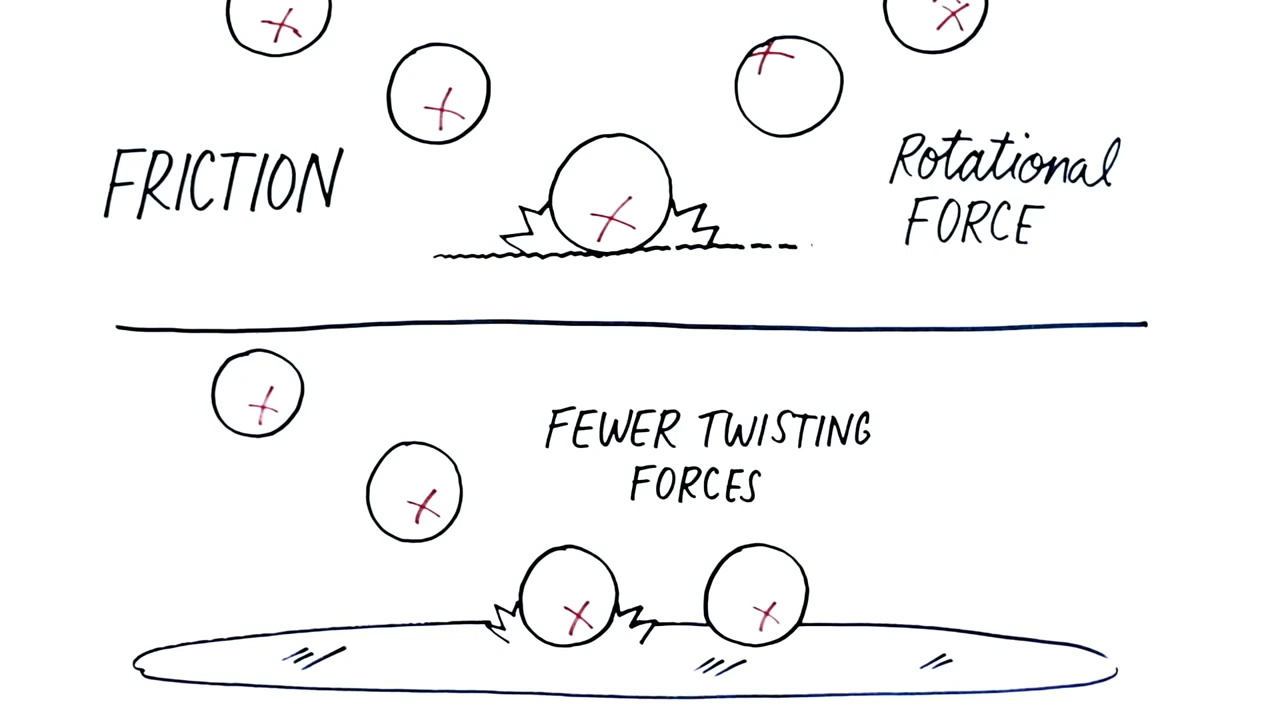 FRICTION
Rotational
FORCE
FEWER TWISTING
FORCES